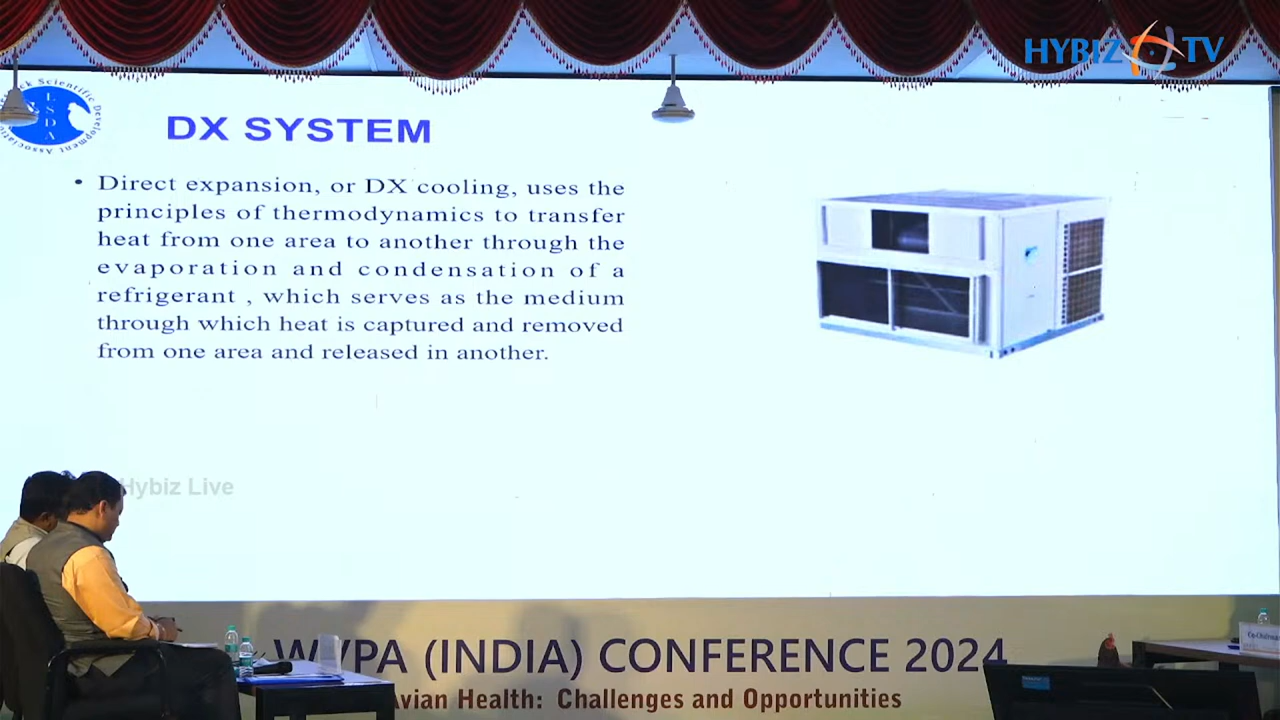 HYBIZ TV
LSDA
DX SYSTEM
• Direct expansion, or DX cooling, uses the
principles of thermodynamics to transfer
heat from one area to another through the
evaporation and condensation of a
refrigerant , which serves as the medium
through which heat is captured and removed
from one area and released in another.
Hybiz Live
WVPA (INDIA) CONFERENCE 2024
Avian Health: Challenges and Opportunities